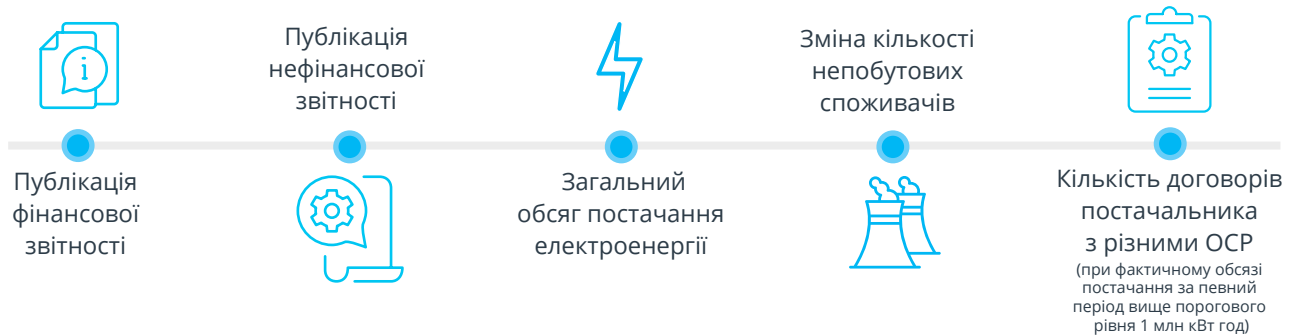 Публікація
фінансової
звітності
Публікація
нефінансової
звітності
Загальний
обсяг постачання
електроенергії
Зміна кількості
непобутових
споживачів
Кількість договорів
постачальника
з різними ОСР
(при фактичному обсязі
постачання за певний
період вище порогового
рівня 1 млн кВт год)